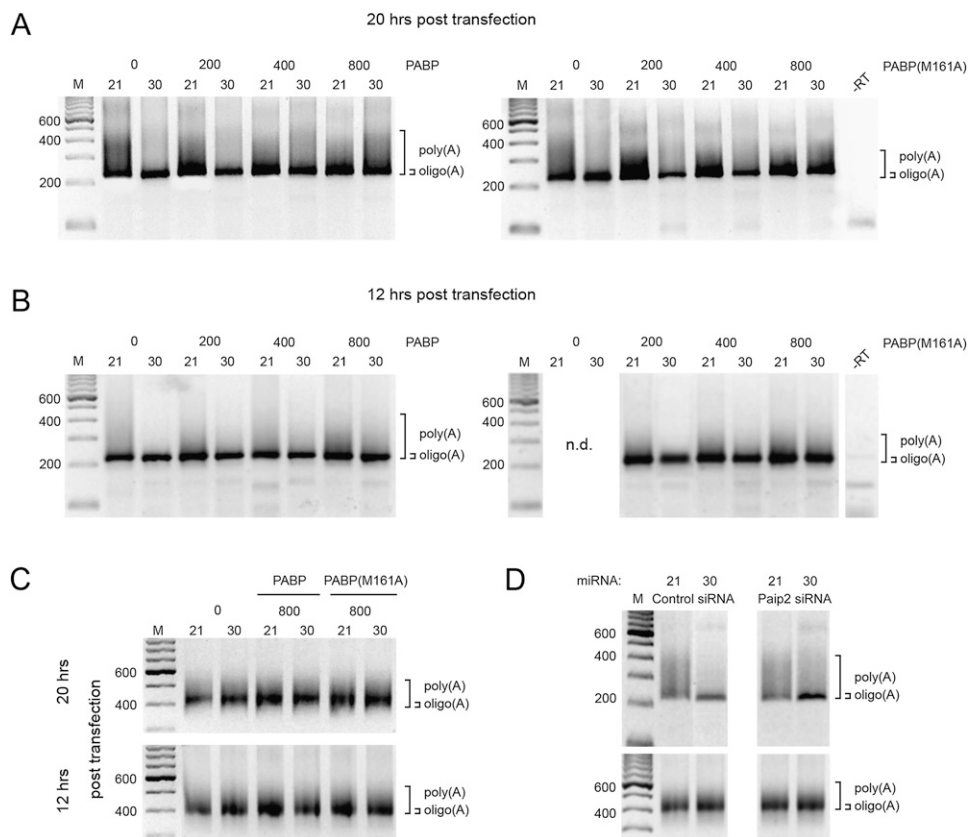 A
20 hrs post transfection
0 200 400 800 PABP
M 21 30 21 30 21 30 21 30
600
400
200
poly(A)
oligo(A)
0 200 400 800 PABP(M161A)
M 21 30 21 30 21 30 21 30 -RT
600
400
200
poly(A)
oligo(A)
B
12 hrs post transfection
0 200 400 800 PABP
M 21 30 21 30 21 30 21 30
600
400
200
poly(A)
oligo(A)
0 200 400 800 PABP(M161A)
M 21 30 21 30 21 30 21 30 -RT
600
400
200
n.d.
poly(A)
oligo(A)
C
PABP PABP(M161A)
0 800 800
M 21 30 21 30 21 30
20 hrs
12 hrs
post transfection
600
400
poly(A)
oligo(A)
600
400
poly(A)
oligo(A)
D
miRNA: 21 30 21 30
M Control siRNA Paip2 siRNA
600
400
200
poly(A)
oligo(A)
600
400
poly(A)
oligo(A)